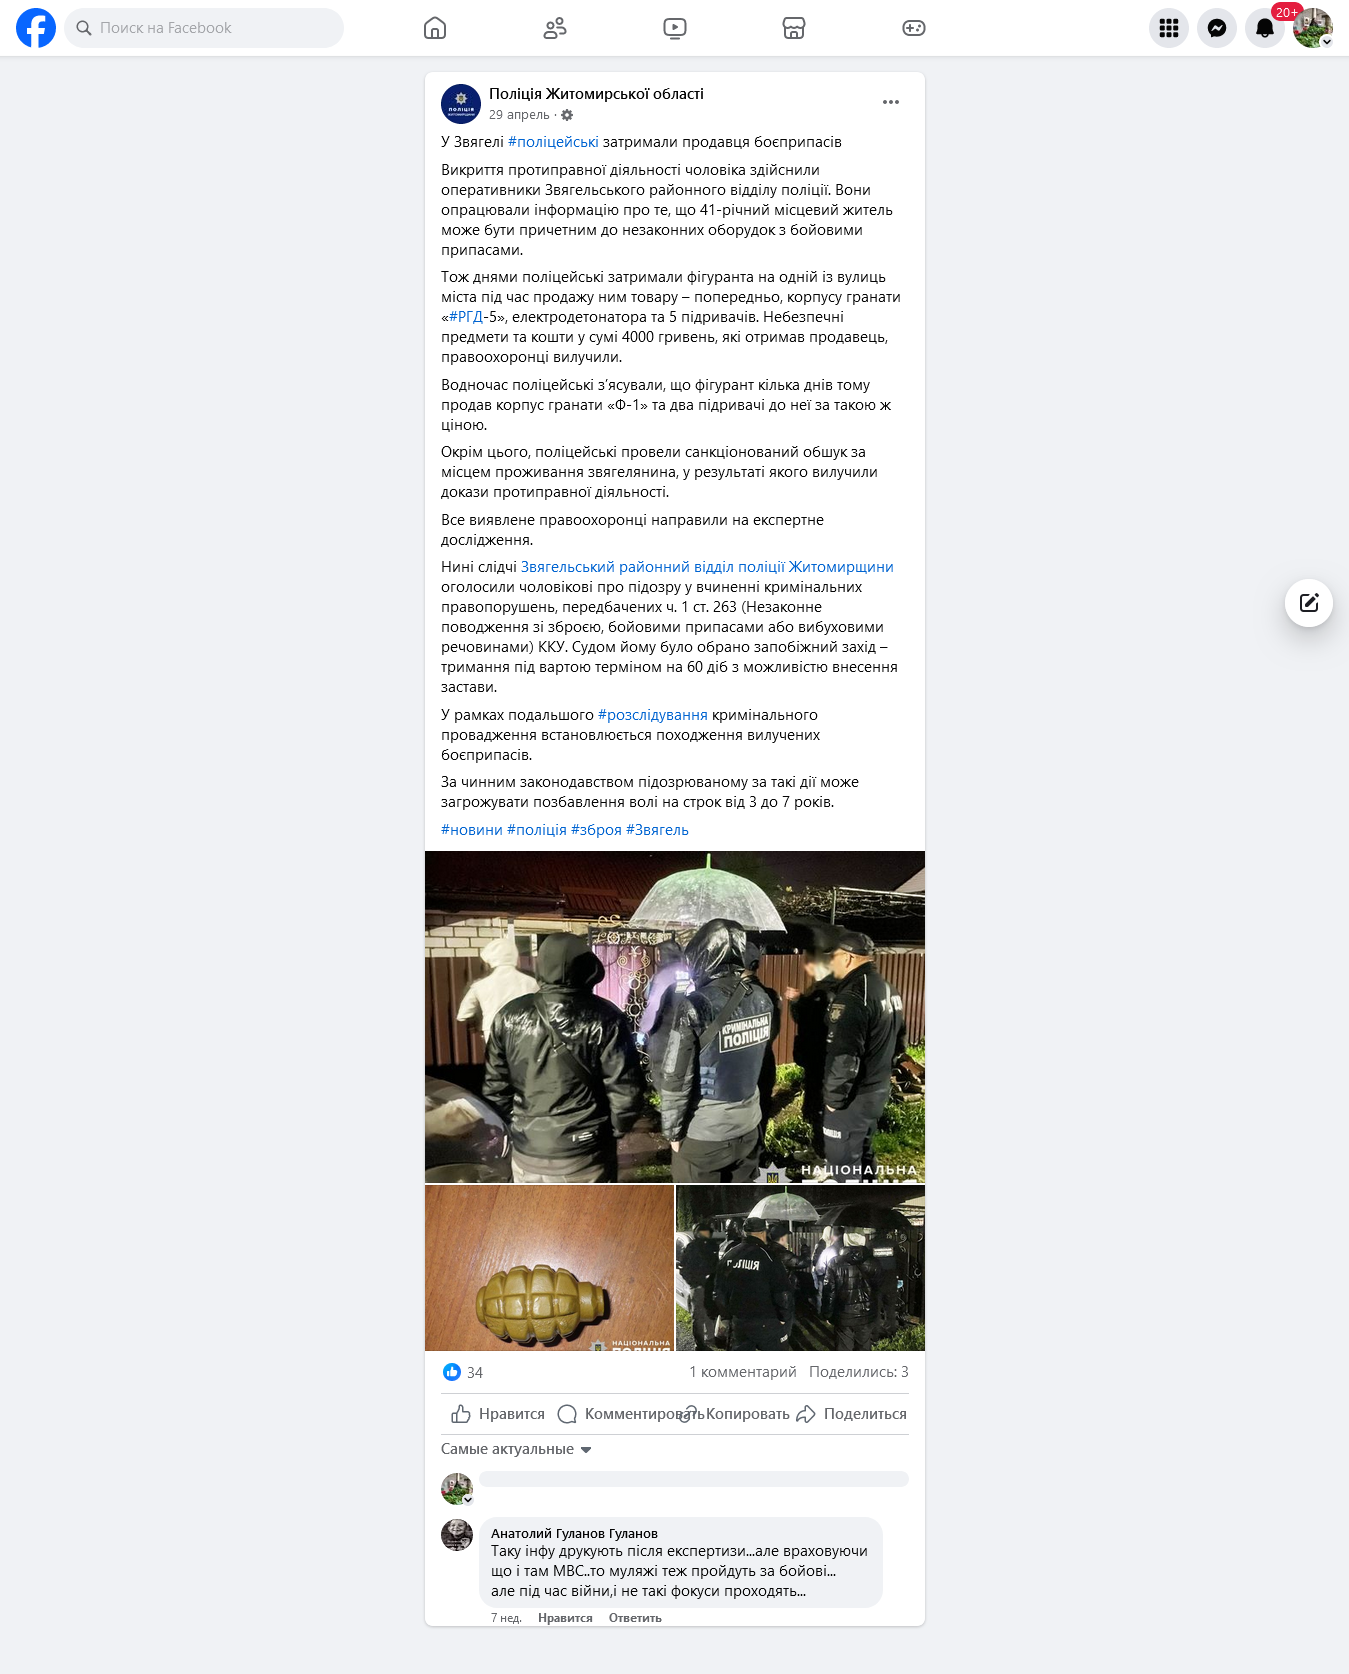 Поиск на Facebook
20+
Поліція Житомирської області
29 апрель ·
У Звягелі #поліцейські затримали продавця боєприпасів
Викриття протиправної діяльності чоловіка здійснили
оперативники Звягельського районного відділу поліції. Вони
опрацювали інформацію про те, що 41-річний місцевий житель
може бути причетним до незаконних оборудок з бойовими
припасами.
Тож днями поліцейські затримали фігуранта на одній із вулиць
міста під час продажу ним товару – попередньо, корпусу гранати
«#РГД-5», електродетонатора та 5 підривачів. Небезпечні
предмети та кошти у сумі 4000 гривень, які отримав продавець,
правоохоронці вилучили.
Водночас поліцейські з’ясували, що фігурант кілька днів тому
продав корпус гранати «Ф-1» та два підривачі до неї за такою ж
ціною.
Окрім цього, поліцейські провели санкціонований обшук за
місцем проживання звягелянина, у результаті якого вилучили
докази протиправної діяльності.
Все виявлене правоохоронці направили на експертне
дослідження.
Нині слідчі Звягельський районний відділ поліції Житомирщини
оголосили чоловікові про підозру у вчиненні кримінальних
правопорушень, передбачених ч. 1 ст. 263 (Незаконне
поводження зі зброєю, бойовими припасами або вибуховими
речовинами) ККУ. Судом йому було обрано запобіжний захід –
тримання під вартою терміном на 60 діб з можливістю внесення
застави.
У рамках подальшого #розслідування кримінального
провадження встановлюється походження вилучених
боєприпасів.
За чинним законодавством підозрюваному за такі дії може
загрожувати позбавлення волі на строк від 3 до 7 років.
#новини #поліція #зброя #Звягель
КРИМІНАЛЬНА
ПОЛІЦІЯ
НАЦІОНАЛЬНА
ПОЛІЦІЯ
НАЦІОНАЛЬНА
ПОЛІЦІЯ
ПОЛІЦІЯ
34
1 комментарий Поделились: 3
Нравится Комментировать Копировать Поделиться
Самые актуальные
Анатолий Гуланов Гуланов
Таку інфу друкують після експертизи...але враховуючи
що і там МВС..то муляжі теж пройдуть за бойові...
але під час війни,і не такі фокуси проходять...
7 нед. Нравится Ответить